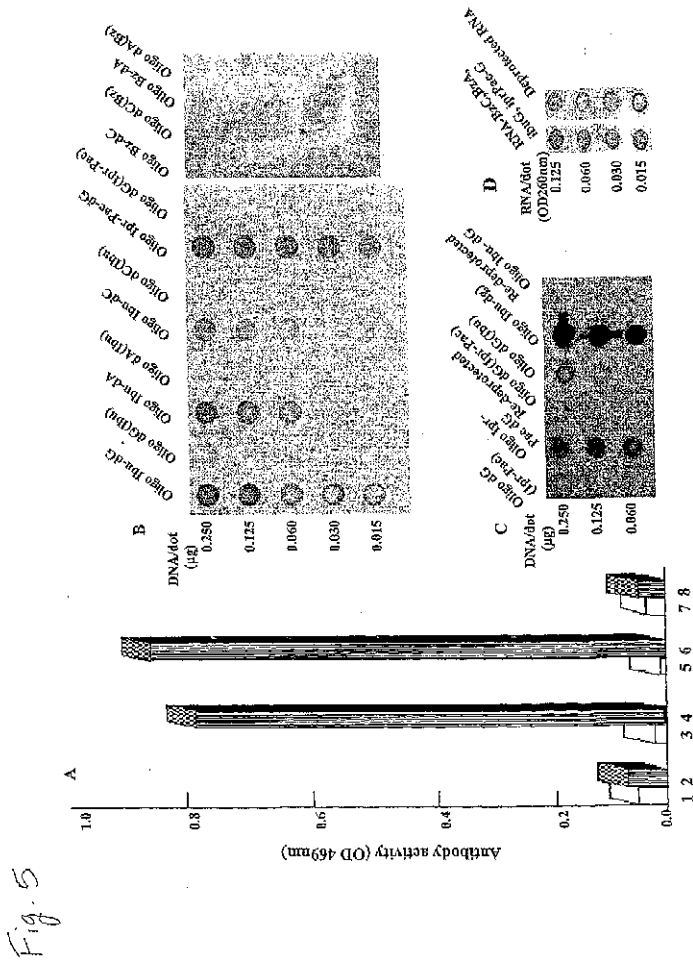 Fig. 5
A
Antibody activity (OD 469nm)
1.0
0.8
0.6
0.4
0.2
0.0
1 2 3 4 5 6 7 8
B
Oligo Ibu-dG
Oligo dG(Ibu)
Oligo Ibu-dA
Oligo dA(Ibu)
Oligo Ibu-dC
Oligo dC(Ibu)
Oligo Ipr-Pac-dG
Oligo dG(Ipr-Pac)
Oligo Bz-dC
Oligo dC(Bz)
Oligo Bz-dA
Oligo dA(Bz)
DNA/dot
(µg)
0.250
0.125
0.060
0.030
0.015
C
Oligo dG
(Ipr-Pac)
Oligo Ipr-
Pac dG
Re-deprotected
Oligo dG(Ipr-Pac)
Oligo dG(Ibu)
Oligo Ibu-dg)
Re-deprotected
Oligo Ibu-dG
DNA/dot
(µg)
0.250
0.125
0.060
D
RNA-BzC,BzA
ibuG, iprPac-G
Deprotected RNA
RNA/dot
(OD260nm)
0.125
0.060
0.030
0.015